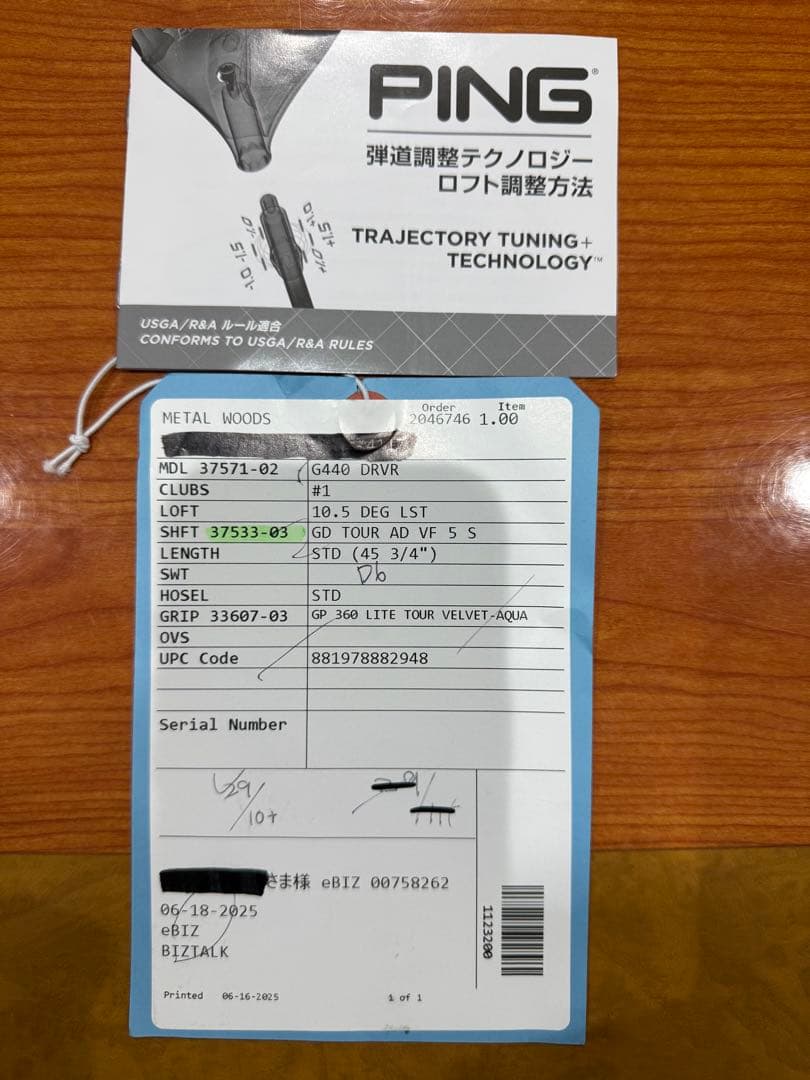 PING®
弾道調整テクノロジー
ロフト調整方法
TRAJECTORY TUNING+
TECHNOLOGY™
USGA/R&A ルール適合
CONFORMS TO USGA/R&A RULES
METAL WOODS
Order
2046746
Item
1.00
MDL 37571-02 G440 DRVR
CLUBS #1
LOFT 10.5 DEG LST
SHFT 37533-03 GD TOUR AD VF 5 S
LENGTH STD (45 3/4")
SWT D6
HOSEL STD
GRIP 33607-03 GP 360 LITE TOUR VELVET-AQUA
OVS
UPC Code 881978882948
Serial Number
さま様 eBIZ 00758262
06-18-2025
eBIZ
BIZTALK
1123200
Printed 06-16-2025 1 of 1